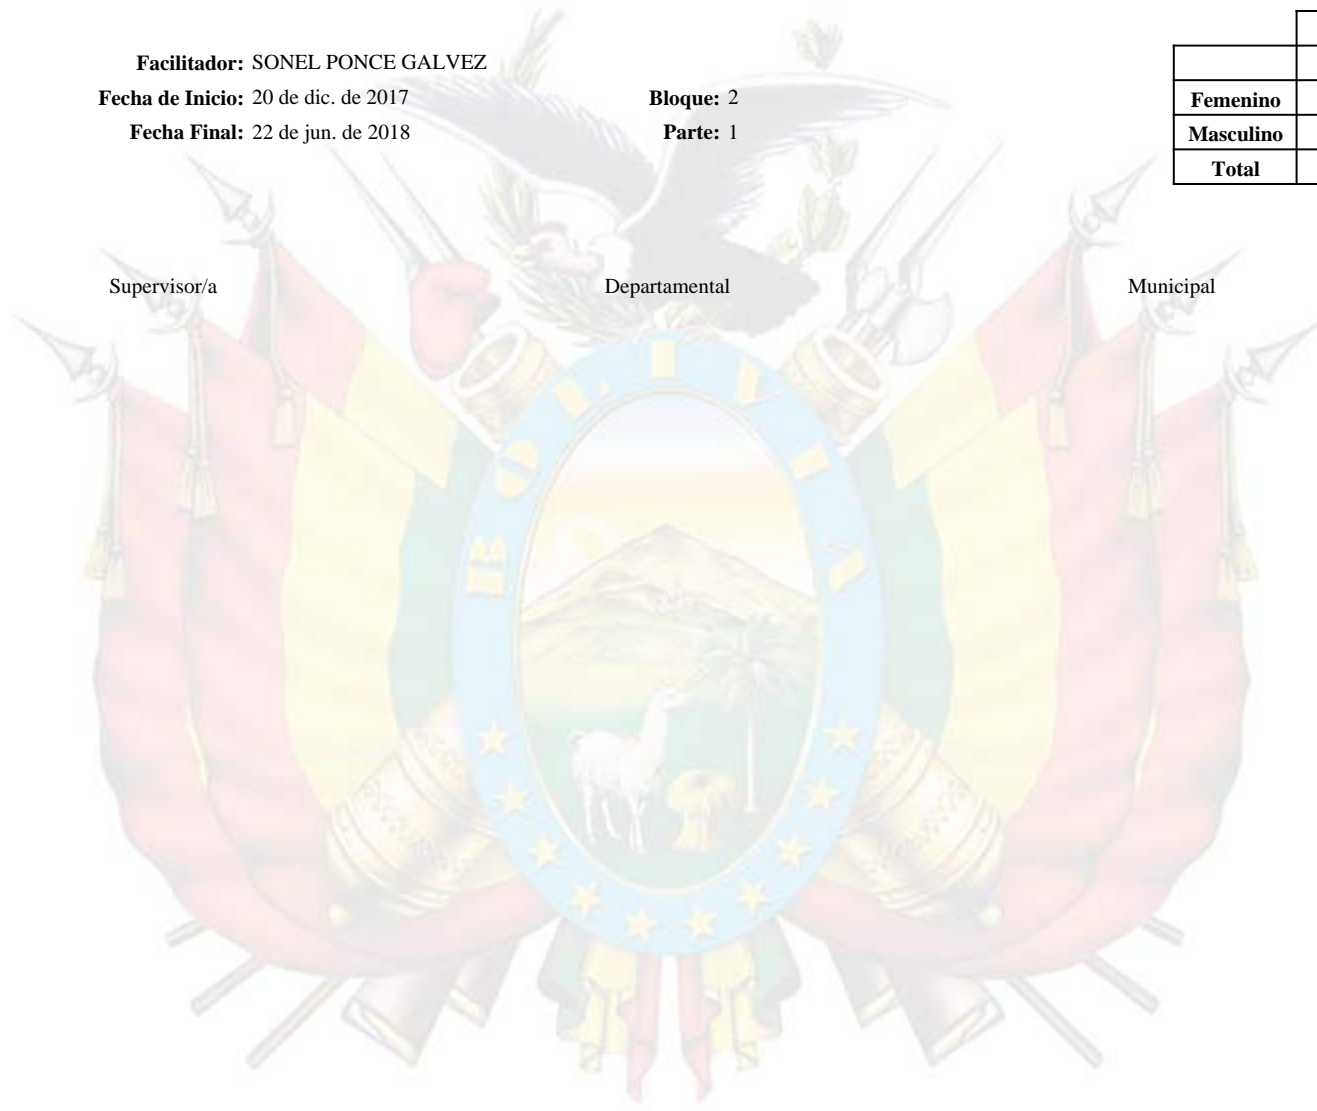 Facilitador: SONEL PONCE GALVEZ
Fecha de Inicio: 20 de dic. de 2017 Bloque: 2
Femenino
Fecha Final: 22 de jun. de 2018 Parte: 1
Masculino
Total
Supervisor/a Departamental Municipal
BOLIVIA